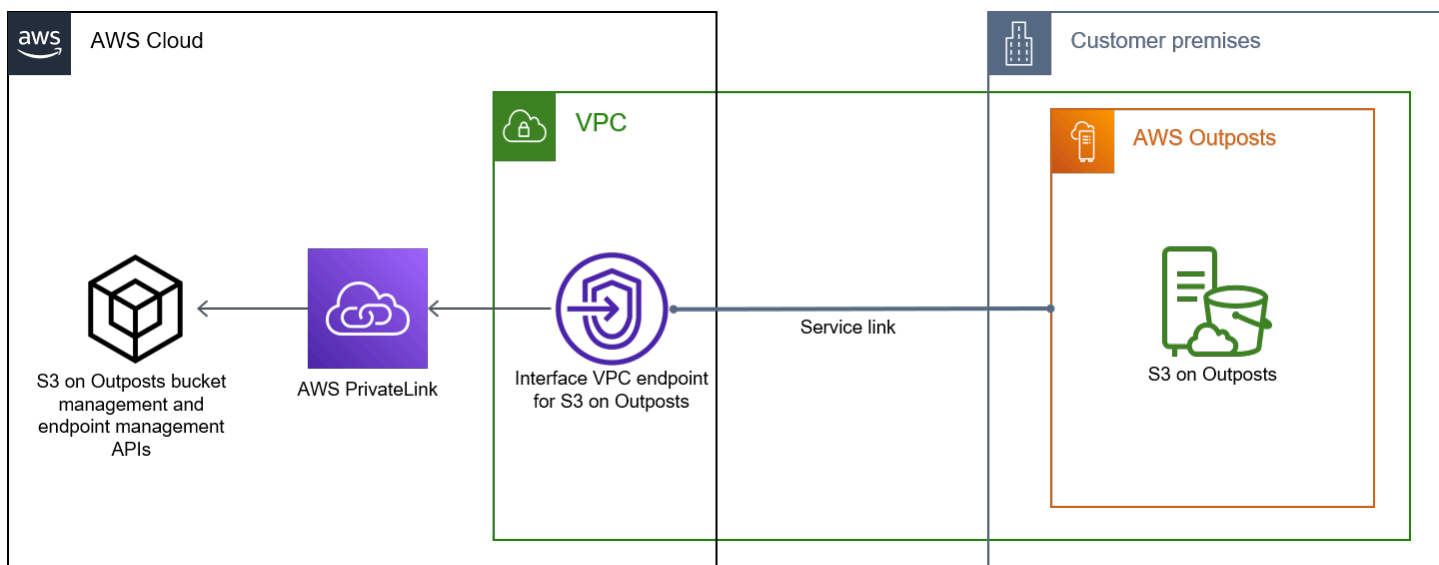 aws
AWS Cloud
Customer premises
VPC
AWS Outposts
Service link
S3 on Outposts bucket
management and
endpoint management
APIs
AWS PrivateLink
Interface VPC endpoint
for S3 on Outposts
S3 on Outposts